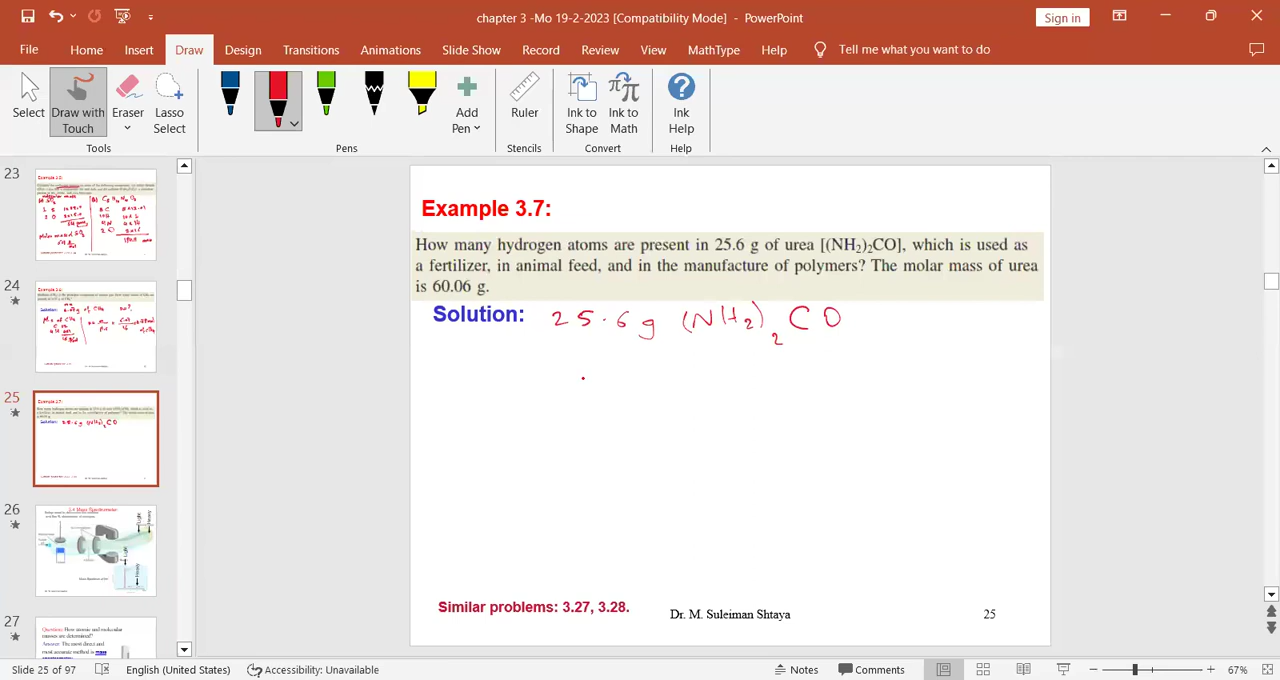 chapter 3 -Mo 19-2-2023 [Compatibility Mode] - PowerPoint
Sign in
File Home Insert Draw Design Transitions Animations Slide Show Record Review View MathType Help Tell me what you want to do
Select
Draw with Touch
Eraser
Lasso Select
Add Pen
Ruler
Ink to Shape
Ink to Math
Ink Help
Tools Pens Stencils Convert Help
23
24
25
26
27
Example 3.7:
How many hydrogen atoms are present in 25.6 g of urea [(NH₂)₂CO], which is used as
a fertilizer, in animal feed, and in the manufacture of polymers? The molar mass of urea
is 60.06 g.
Solution: 25.6 g (NH₂)₂CO
Similar problems: 3.27, 3.28. Dr. M. Suleiman Shtaya 25
Slide 25 of 97 English (United States) Accessibility: Unavailable Notes Comments 67%